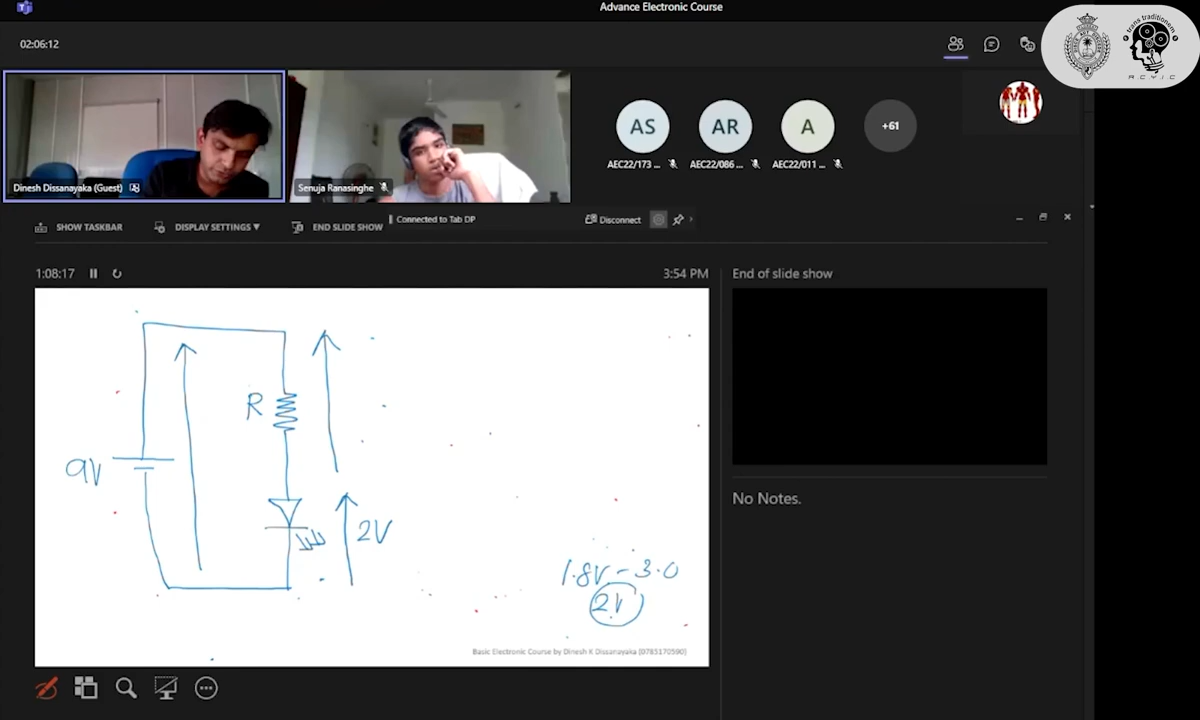 Advance Electronic Course
02:06:12
trans traditionem
R.C.Y.I.C
AS
AR
A
+61
AEC22/173 ...
AEC22/086 ...
AEC22/011 ...
Dinesh Dissanayaka (Guest)
Senuja Ranasinghe
Connected to Tab DP
Disconnect
SHOW TASKBAR
DISPLAY SETTINGS ▼
END SLIDE SHOW
1:08:17
3:54 PM
End of slide show
R
9V
2V
1.8V - 3.0
2V
No Notes.
Basic Electronic Course by Dinesh K Dissanayaka (0785170590)